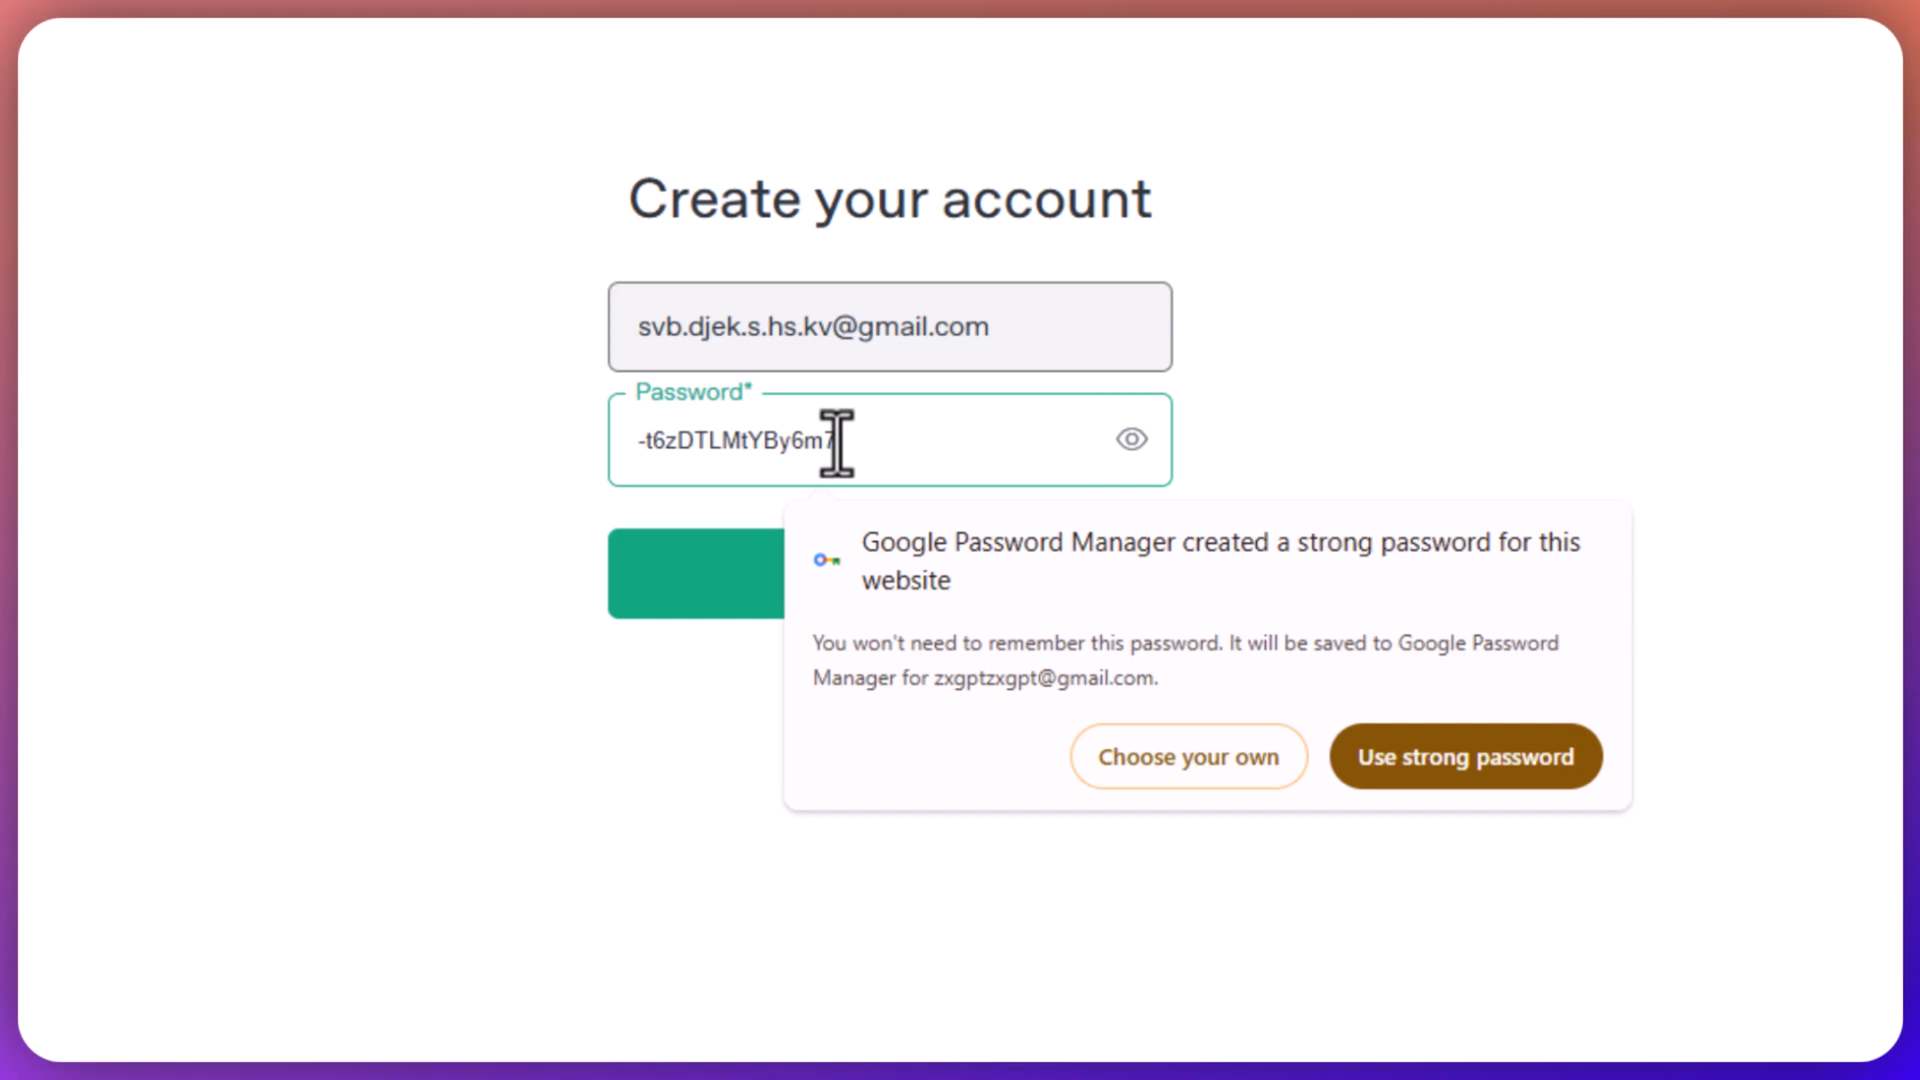 Create your account
svb.djek.s.hs.kv@gmail.com
Password*
-t6zDTLMtYBy6m7
Google Password Manager created a strong password for this
website
You won't need to remember this password. It will be saved to Google Password
Manager for zxgptzxgpt@gmail.com.
Choose your own
Use strong password